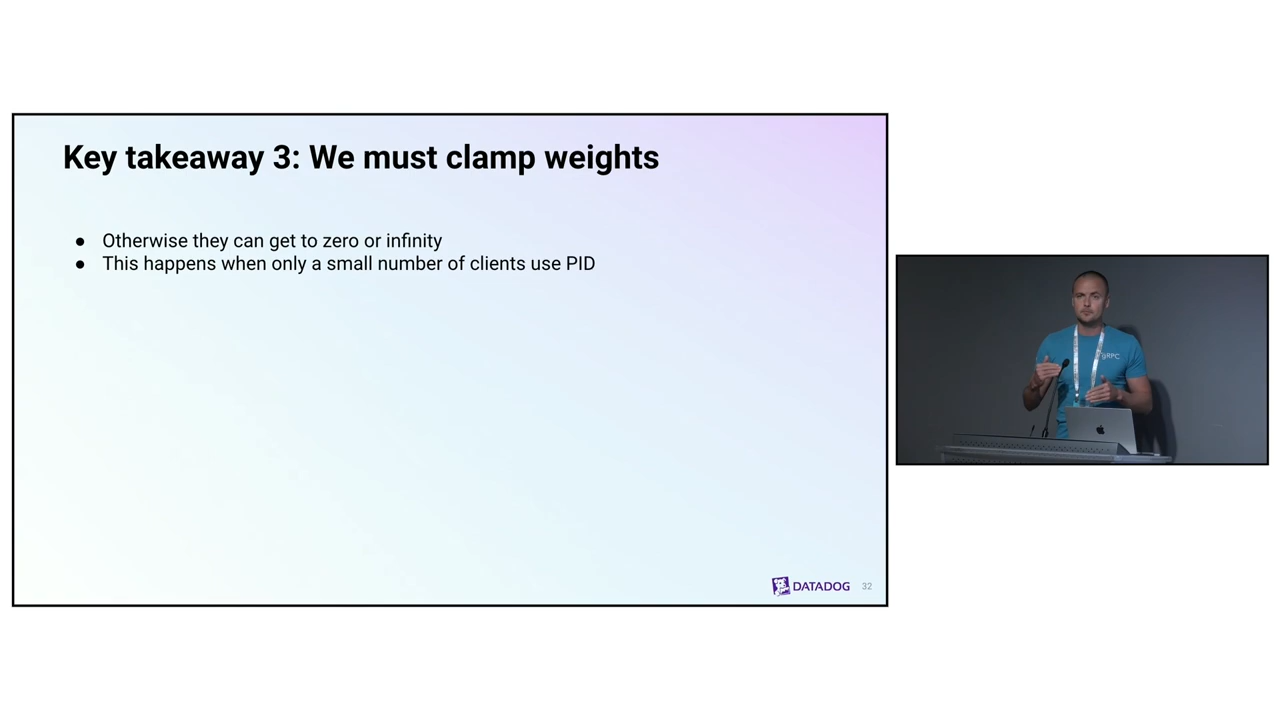 Key takeaway 3: We must clamp weights
● Otherwise they can get to zero or infinity
● This happens when only a small number of clients use PID
DATADOG 32
gRPC